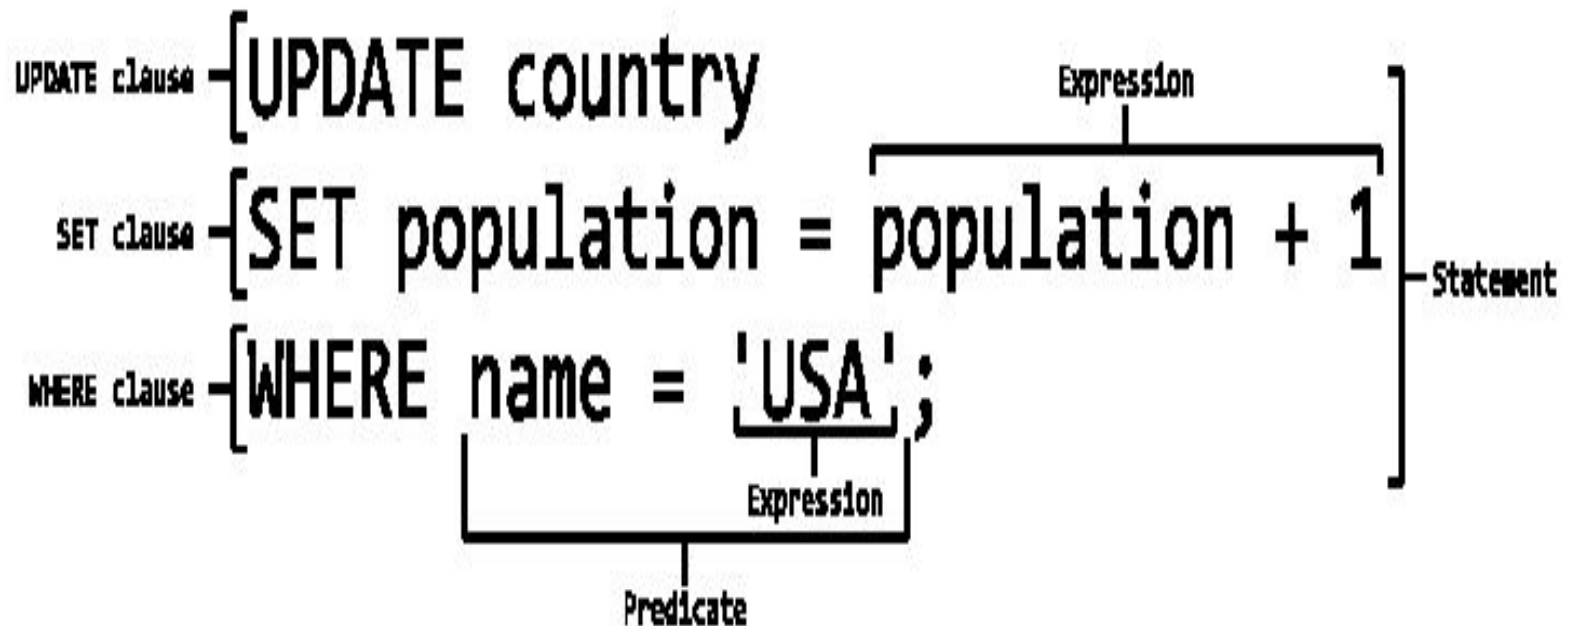 UPDATE clause UPDATE country
Expression
SET clause SET population = population + 1
Statement
WHERE clause WHERE name = 'USA';
Expression
Predicate